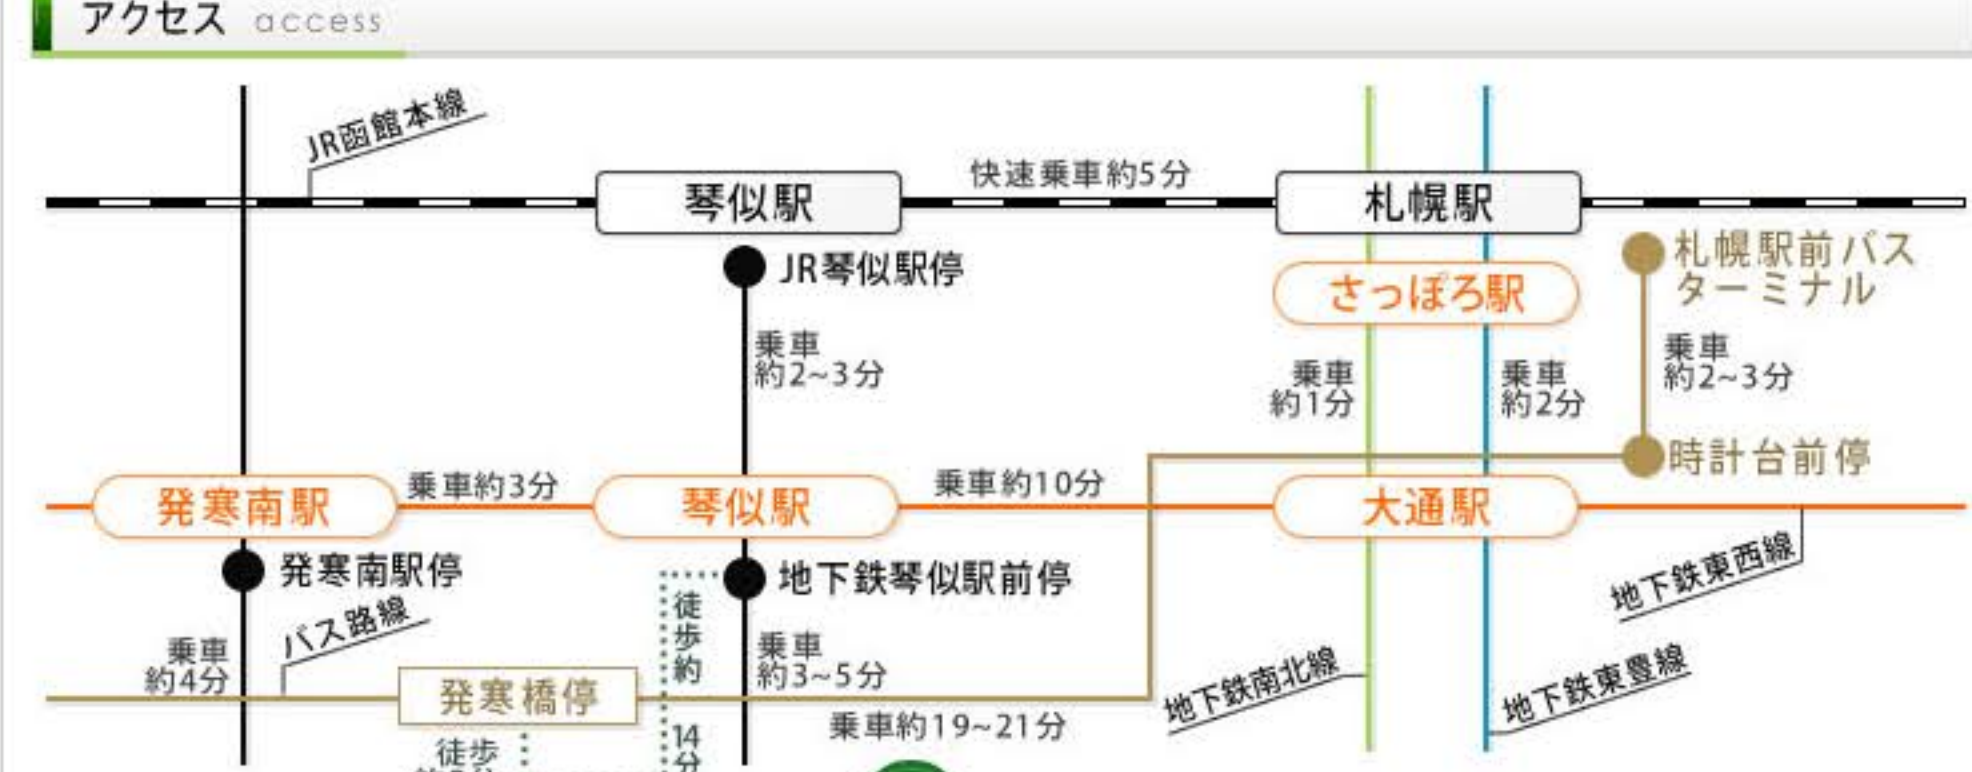 アクセス access
JR函館本線
琴似駅
快速乗車約5分
札幌駅
JR琴似駅停
さっぽろ駅
札幌駅前バス
ターミナル
乗車
約2~3分
乗車
約1分
乗車
約2分
乗車
約2~3分
時計台前停
発寒南駅
乗車約3分
琴似駅
乗車約10分
大通駅
発寒南駅停
地下鉄琴似駅前停
地下鉄東西線
バス路線
徒歩約
14分
乗車
約4分
乗車
約3~5分
発寒橋停
乗車約19~21分
地下鉄南北線
地下鉄東豊線
徒歩